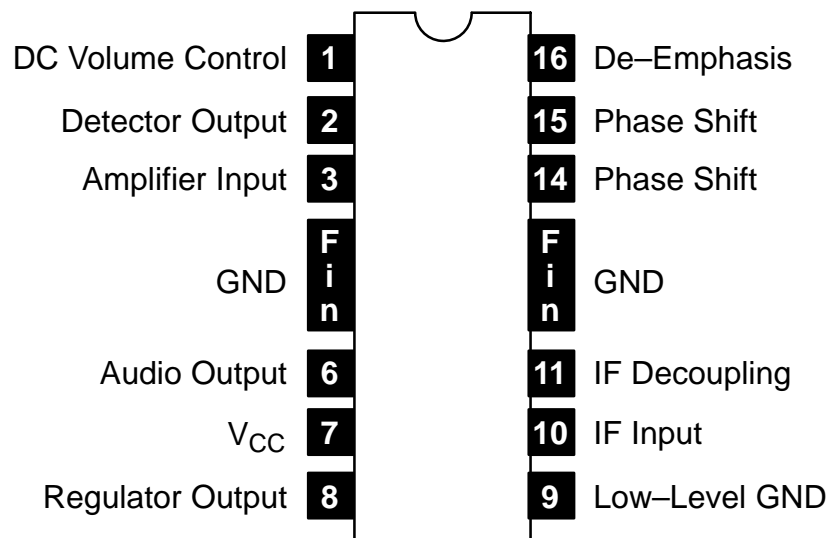 DC Volume Control 1 16 De–Emphasis
Detector Output 2 15 Phase Shift
Amplifier Input 3 14 Phase Shift
GND Fin Fin GND
Audio Output 6 11 IF Decoupling
VCC 7 10 IF Input
Regulator Output 8 9 Low–Level GND